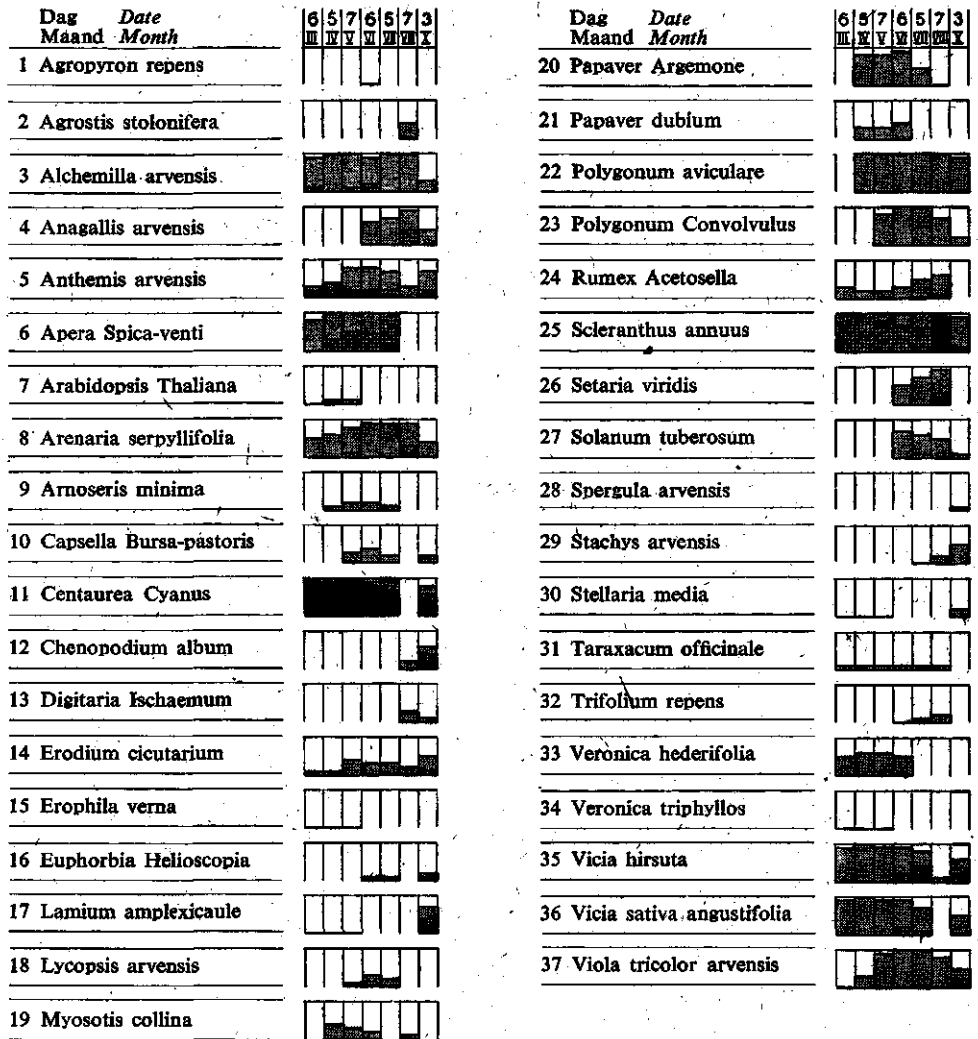 Dag Date 6 5 7 6 5 7 3
Maand Month III IV V VI VII VIII X
1 Agropyron repens
2 Agrostis stolonifera
3 Alchemilla arvensis
4 Anagallis arvensis
5 Anthemis arvensis
6 Apera Spica-venti
7 Arabidopsis Thaliana
8 Arenaria serpyllifolia
9 Arnoseris minima
10 Capsella Bursa-pastoris
11 Centaurea Cyanus
12 Chenopodium album
13 Digitaria Ischaemum
14 Erodium cicutarium
15 Erophila verna
16 Euphorbia Helioscopia
17 Lamium amplexicaule
18 Lycopsis arvensis
19 Myosotis collina
Dag Date 6 5 7 6 5 7 3
Maand Month III IV V VI VII VIII X
20 Papaver Argemone
21 Papaver dubium
22 Polygonum aviculare
23 Polygonum Convolvulus
24 Rumex Acetosella
25 Scleranthus annuus
26 Setaria viridis
27 Solanum tuberosum
28 Spergula arvensis
29 Stachys arvensis
30 Stellaria media
31 Taraxacum officinale
32 Trifolium repens
33 Veronica hederifolia
34 Veronica triphyllos
35 Vicia hirsuta
36 Vicia sativa angustifolia
37 Viola tricolor arvensis